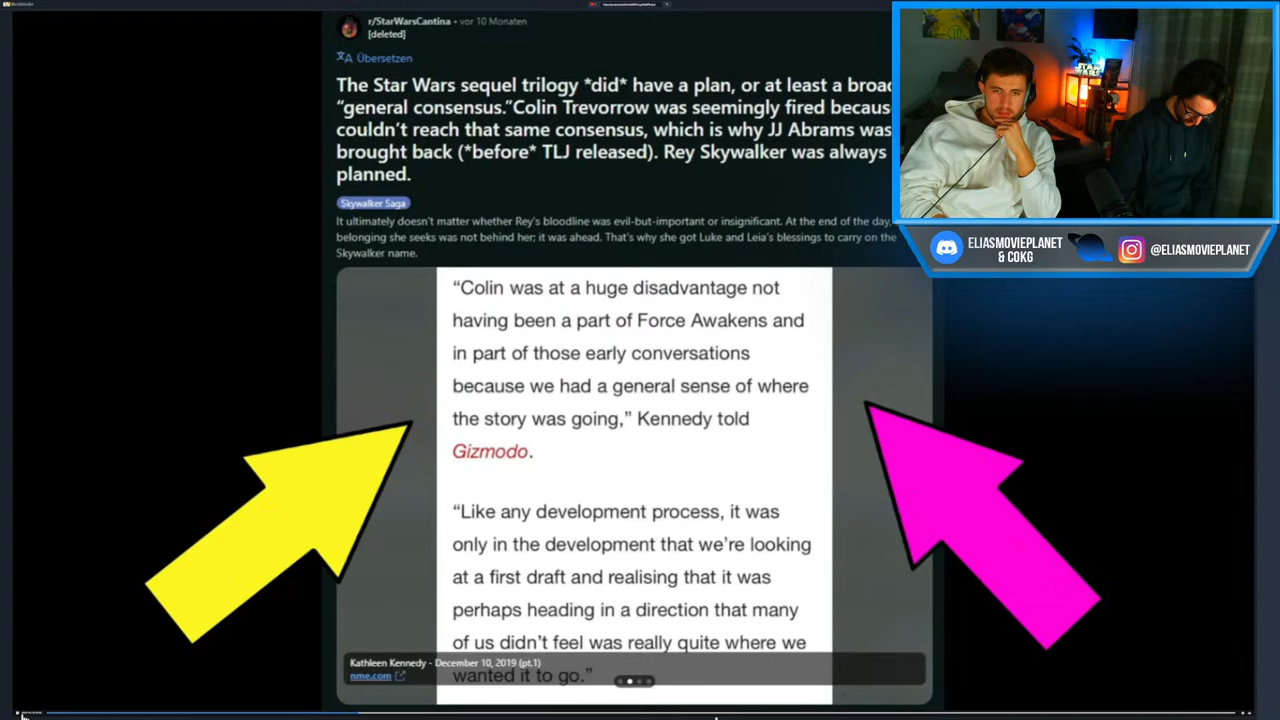 r/StarWarsCantina • vor 10 Monaten
[deleted]
Übersetzen
The Star Wars sequel trilogy *did* have a plan, or at least a broad
“general consensus.”Colin Trevorrow was seemingly fired becaus
couldn’t reach that same consensus, which is why JJ Abrams was
brought back (*before* TLJ released). Rey Skywalker was always
planned.
Skywalker Saga
It ultimately doesn’t matter whether Rey’s bloodline was evil-but-important or insignificant. At the end of the day,
belonging she seeks was not behind her; it was ahead. That’s why she got Luke and Leia’s blessings to carry on the
Skywalker name.
“Colin was at a huge disadvantage not
having been a part of Force Awakens and
in part of those early conversations
because we had a general sense of where
the story was going,” Kennedy told
Gizmodo.
“Like any development process, it was
only in the development that we’re looking
at a first draft and realising that it was
perhaps heading in a direction that many
of us didn’t feel was really quite where we
wanted it to go.”
Kathleen Kennedy - December 10, 2019 (pt.1)
nme.com
STAR WARS
ELIASMOVIEPLANET
& COKG
@ELIASMOVIEPLANET